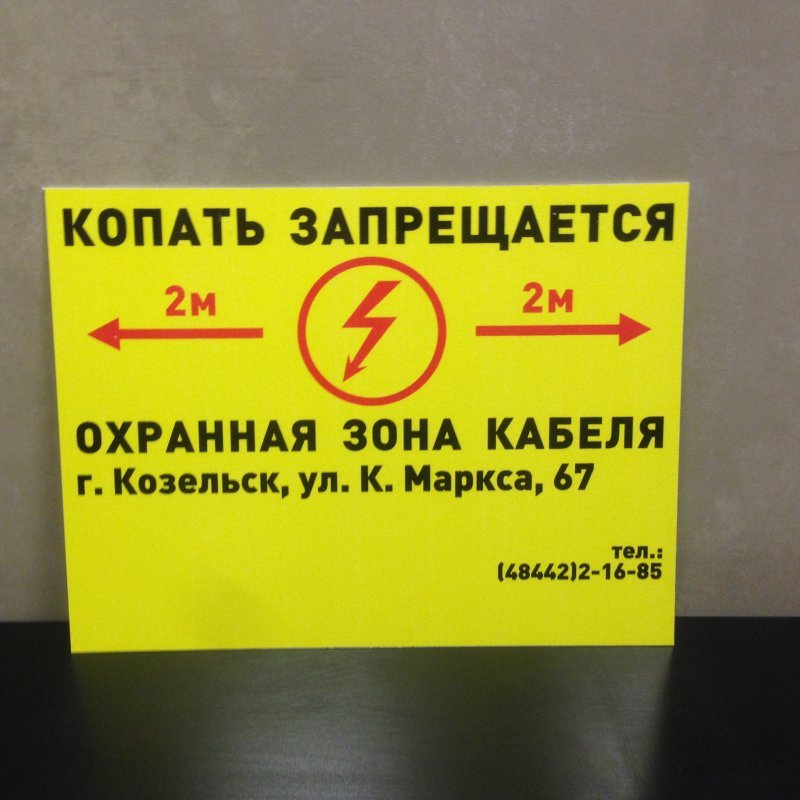 КОПАТЬ ЗАПРЕЩАЕТСЯ
2м 2м
ОХРАННАЯ ЗОНА КАБЕЛЯ
г. Козельск, ул. К. Маркса, 67
тел.:
(48442)2-16-85